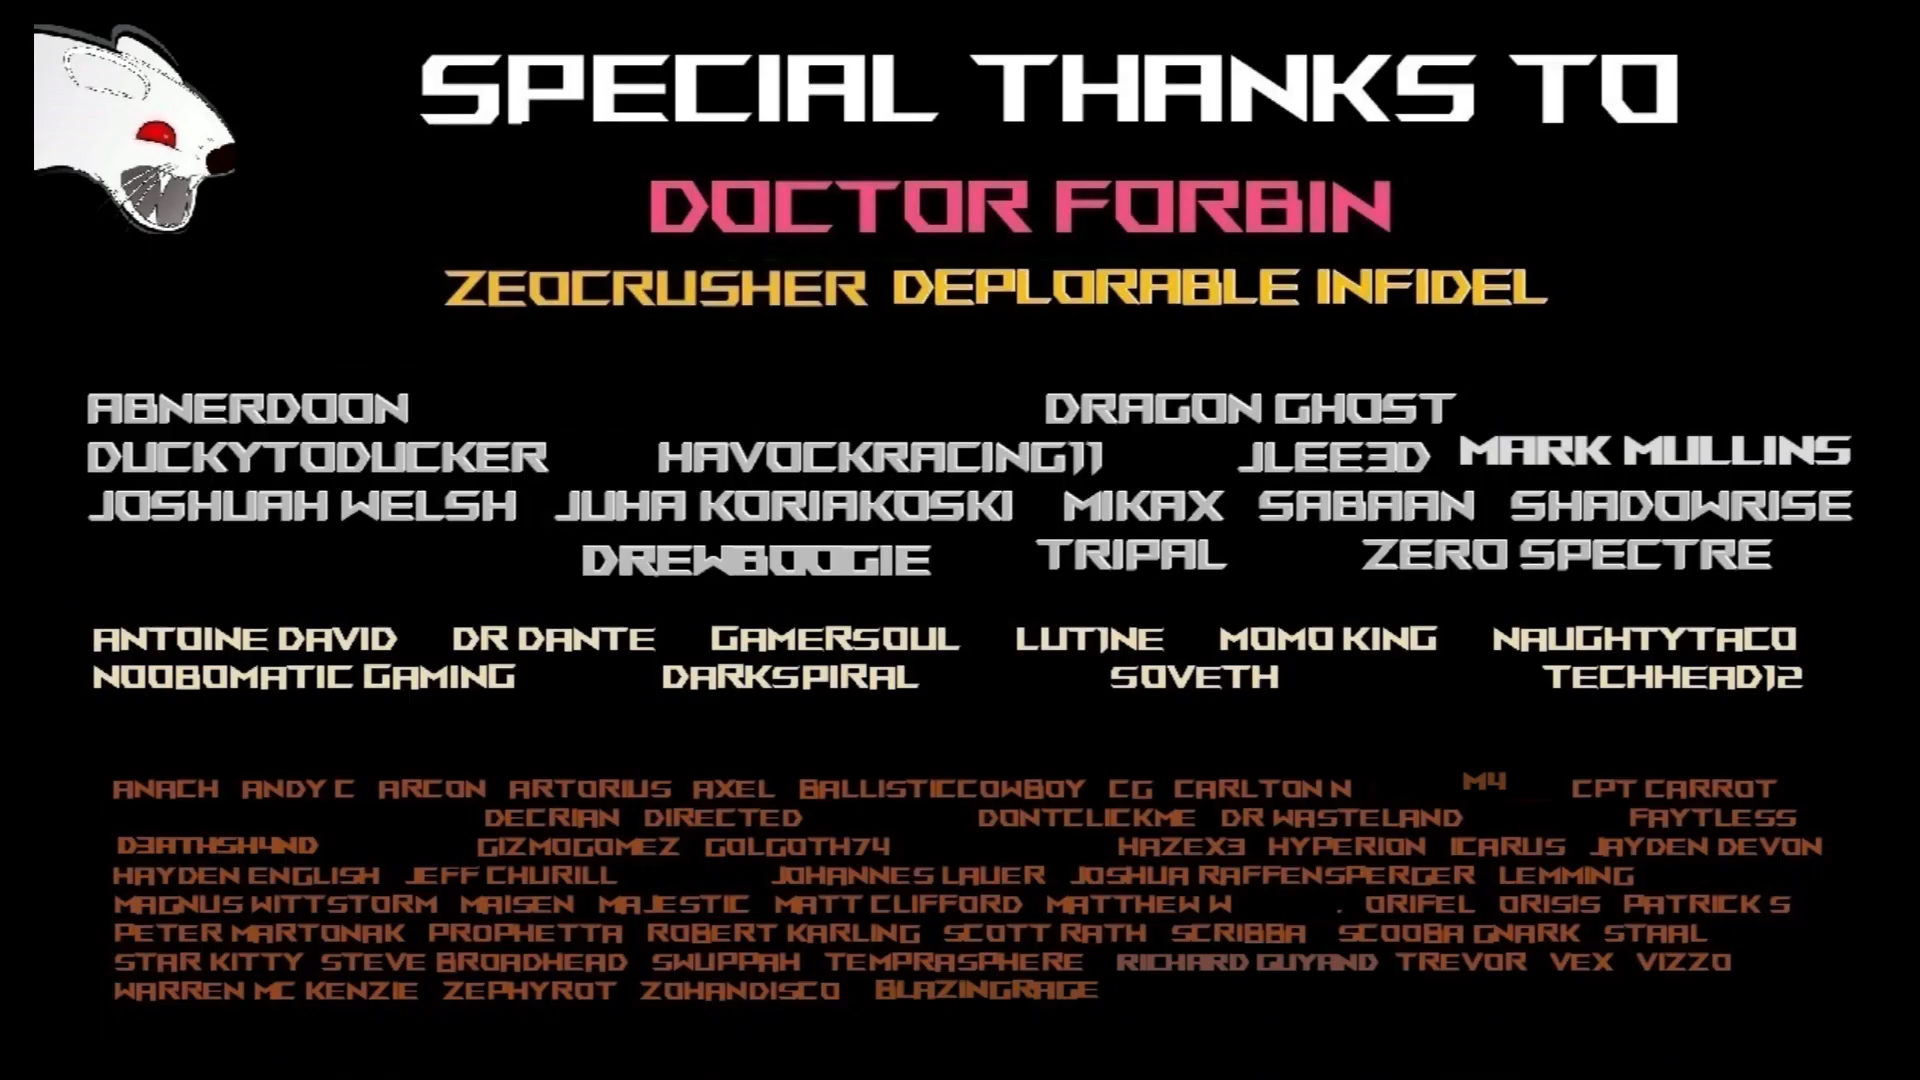 SPECIAL THANKS TO
DOCTOR FORBIN
ZEOCRUSHER DEPLORABLE INFIDEL
ABNERDOON DRAGON GHOST
DUCKYTODUCKER HAVOCKRACING11 JLEE3D MARK MULLINS
JOSHUAH WELSH JUHA KORIAKOSKI MIKAX SABAAN SHADOWRISE
DREWBOOGIE TRIPAL ZERO SPECTRE
ANTOINE DAVID DR DANTE GAMERSOUL LUT1NE MOMO KING NAUGHTYTACO
NOOBOMATIC GAMING DARKSPIRAL SOVETH TECHHEAD12
ANACH ANDY C ARCON ARTORIUS AXEL BALLISTICCOWBOY CG CARLTON N M4 CPT CARROT
DECRIAN DIRECTED DONTCLICKME DR WASTELAND FAYTLESS
D3ATHSH4ND GIZMOGOMEZ GOLGOTH74 HAZEX3 HYPERION ICARUS JAYDEN DEVON
HAYDEN ENGLISH JEFF CHURILL JOHANNES LAUER JOSHUA RAFFENSPERGER LEMMING
MAGNUS WITTSTORM MAISEN MAJESTIC MATT CLIFFORD MATTHEW W . ORIFEL ORISIS PATRICK S
PETER MARTONAK PROPHETTA ROBERT KARLING SCOTT RATH SCRIBBA SCOOBA GNARK STAAL
STAR KITTY STEVE BROADHEAD SWUPPAH TEMPRASPHERE RICHARD GUYAND TREVOR VEX VIZZO
WARREN MC KENZIE ZEPHYROT ZOHANDISCO BLAZINGRAGE